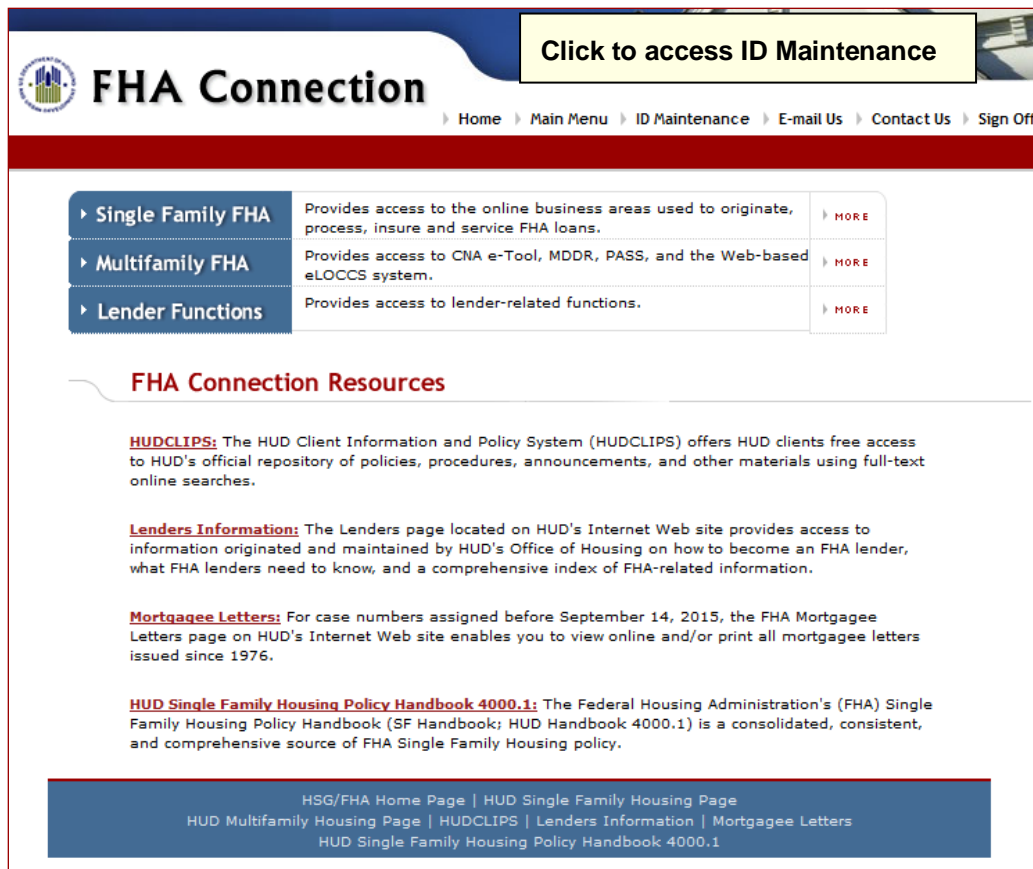 Click to access ID Maintenance
FHA Connection
Home Main Menu ID Maintenance E-mail Us Contact Us Sign Off
Single Family FHA
Provides access to the online business areas used to originate,
process, insure and service FHA loans.
MORE
Multifamily FHA
Provides access to CNA e-Tool, MDDR, PASS, and the Web-based
eLOCCS system.
MORE
Lender Functions
Provides access to lender-related functions.
MORE
FHA Connection Resources
HUDCLIPS: The HUD Client Information and Policy System (HUDCLIPS) offers HUD clients free access
to HUD's official repository of policies, procedures, announcements, and other materials using full-text
online searches.
Lenders Information: The Lenders page located on HUD's Internet Web site provides access to
information originated and maintained by HUD's Office of Housing on how to become an FHA lender,
what FHA lenders need to know, and a comprehensive index of FHA-related information.
Mortgagee Letters: For case numbers assigned before September 14, 2015, the FHA Mortgagee
Letters page on HUD's Internet Web site enables you to view online and/or print all mortgagee letters
issued since 1976.
HUD Single Family Housing Policy Handbook 4000.1: The Federal Housing Administration's (FHA) Single
Family Housing Policy Handbook (SF Handbook; HUD Handbook 4000.1) is a consolidated, consistent,
and comprehensive source of FHA Single Family Housing policy.
HSG/FHA Home Page | HUD Single Family Housing Page
HUD Multifamily Housing Page | HUDCLIPS | Lenders Information | Mortgagee Letters
HUD Single Family Housing Policy Handbook 4000.1